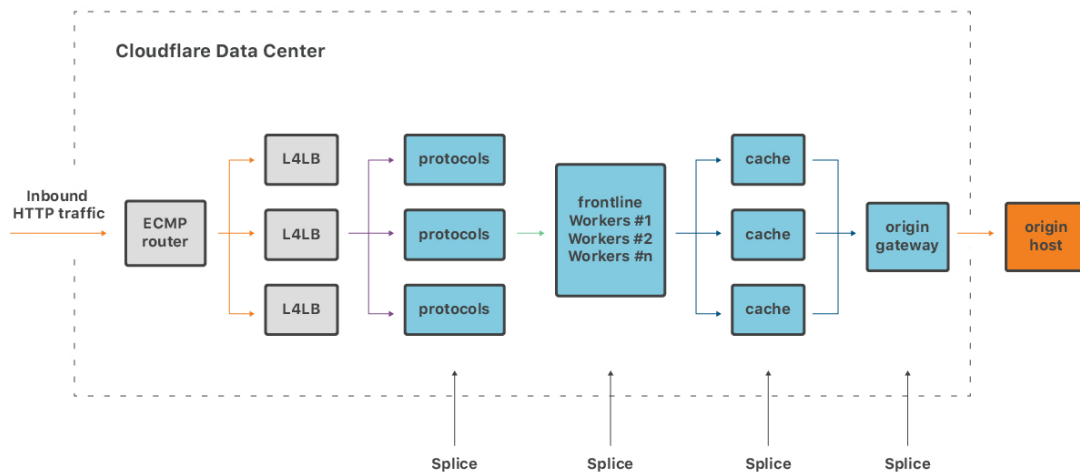 Cloudflare Data Center
Inbound
HTTP traffic
ECMP
router
L4LB
L4LB
L4LB
protocols
protocols
protocols
frontline
Workers #1
Workers #2
Workers #n
cache
cache
cache
origin
gateway
origin
host
Splice
Splice
Splice
Splice